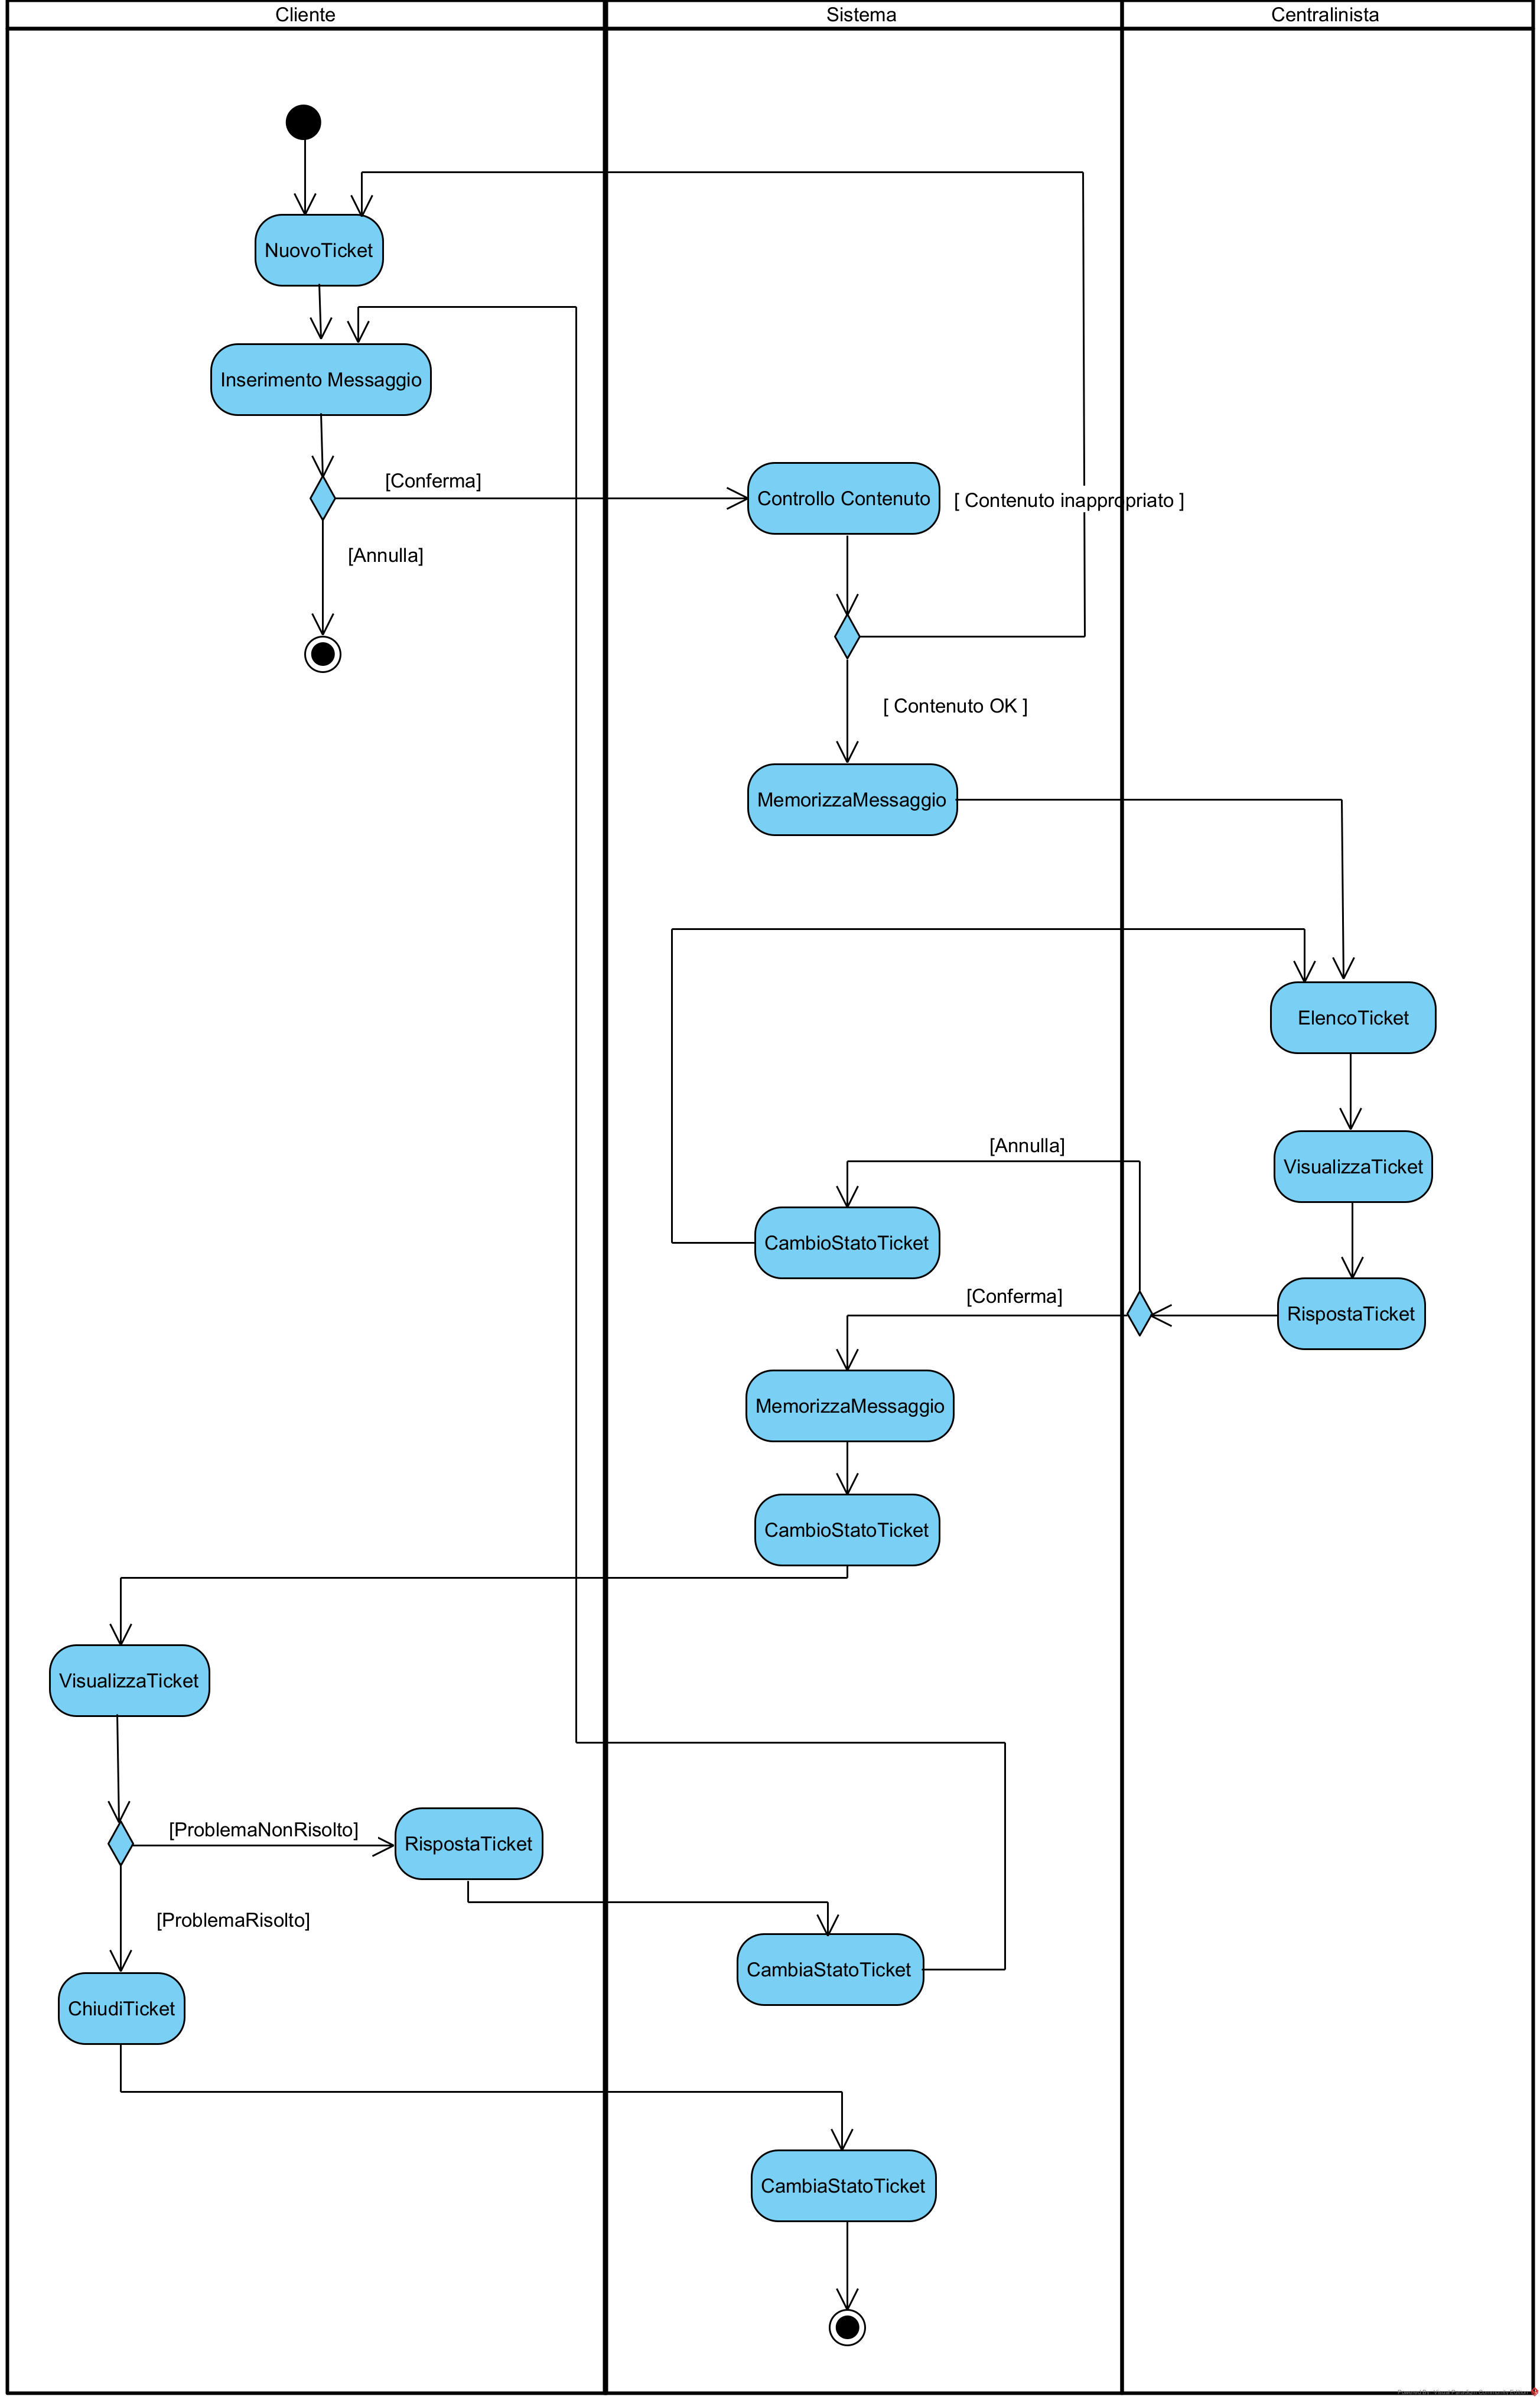 Cliente
Sistema
Centralinista
NuovoTicket
Inserimento Messaggio
[Conferma]
Controllo Contenuto
[ Contenuto inappropriato ]
[Annulla]
[ Contenuto OK ]
MemorizzaMessaggio
ElencoTicket
[Annulla]
VisualizzaTicket
CambioStatoTicket
[Conferma]
RispostaTicket
MemorizzaMessaggio
CambioStatoTicket
VisualizzaTicket
[ProblemaNonRisolto]
RispostaTicket
[ProblemaRisolto]
CambiaStatoTicket
ChiudiTicket
CambiaStatoTicket